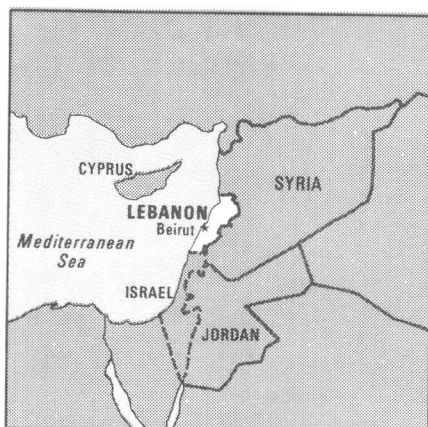 CYPRUS
SYRIA
LEBANON
Beirut
Mediterranean
Sea
ISRAEL
JORDAN